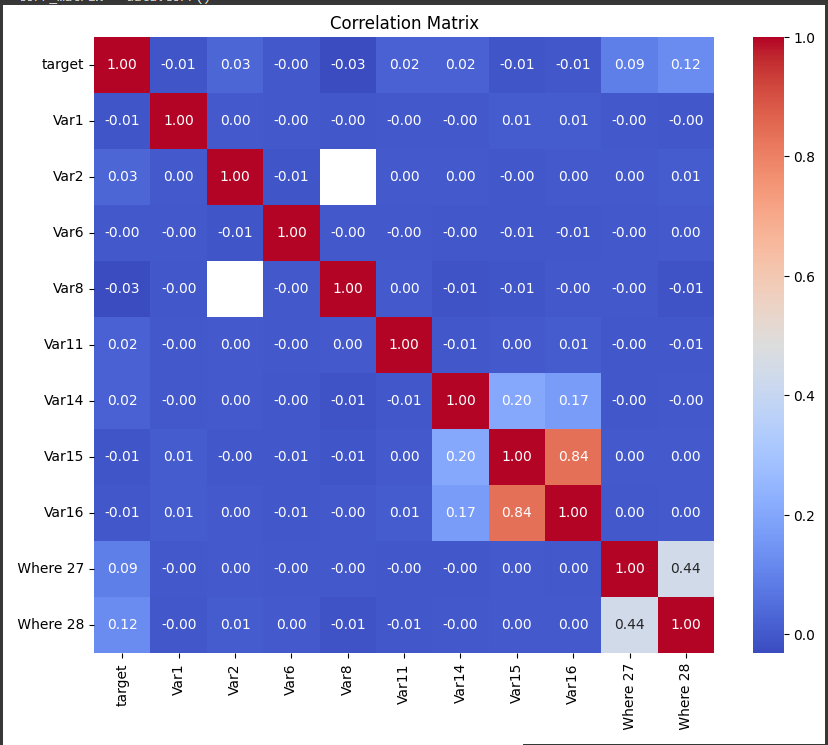 Correlation Matrix
target 1.00 -0.01 0.03 -0.00 -0.03 0.02 0.02 -0.01 -0.01 0.09 0.12
Var1 -0.01 1.00 0.00 -0.00 -0.00 -0.00 -0.00 0.01 0.01 -0.00 -0.00
Var2 0.03 0.00 1.00 -0.01 0.00 0.00 -0.00 0.00 0.00 0.01
Var6 -0.00 -0.00 -0.01 1.00 -0.00 -0.00 -0.00 -0.01 -0.01 -0.00 0.00
Var8 -0.03 -0.00 -0.00 1.00 0.00 -0.01 -0.01 -0.00 -0.00 -0.01
Var11 0.02 -0.00 0.00 -0.00 0.00 1.00 -0.01 0.00 0.01 -0.00 -0.01
Var14 0.02 -0.00 0.00 -0.00 -0.01 -0.01 1.00 0.20 0.17 -0.00 -0.00
Var15 -0.01 0.01 -0.00 -0.01 -0.01 0.00 0.20 1.00 0.84 0.00 0.00
Var16 -0.01 0.01 0.00 -0.01 -0.00 0.01 0.17 0.84 1.00 0.00 0.00
Where 27 0.09 -0.00 0.00 -0.00 -0.00 -0.00 -0.00 0.00 0.00 1.00 0.44
Where 28 0.12 -0.00 0.01 0.00 -0.01 -0.01 -0.00 0.00 0.00 0.44 1.00
target Var1 Var2 Var6 Var8 Var11 Var14 Var15 Var16 Where 27 Where 28
1.0
0.8
0.6
0.4
0.2
0.0